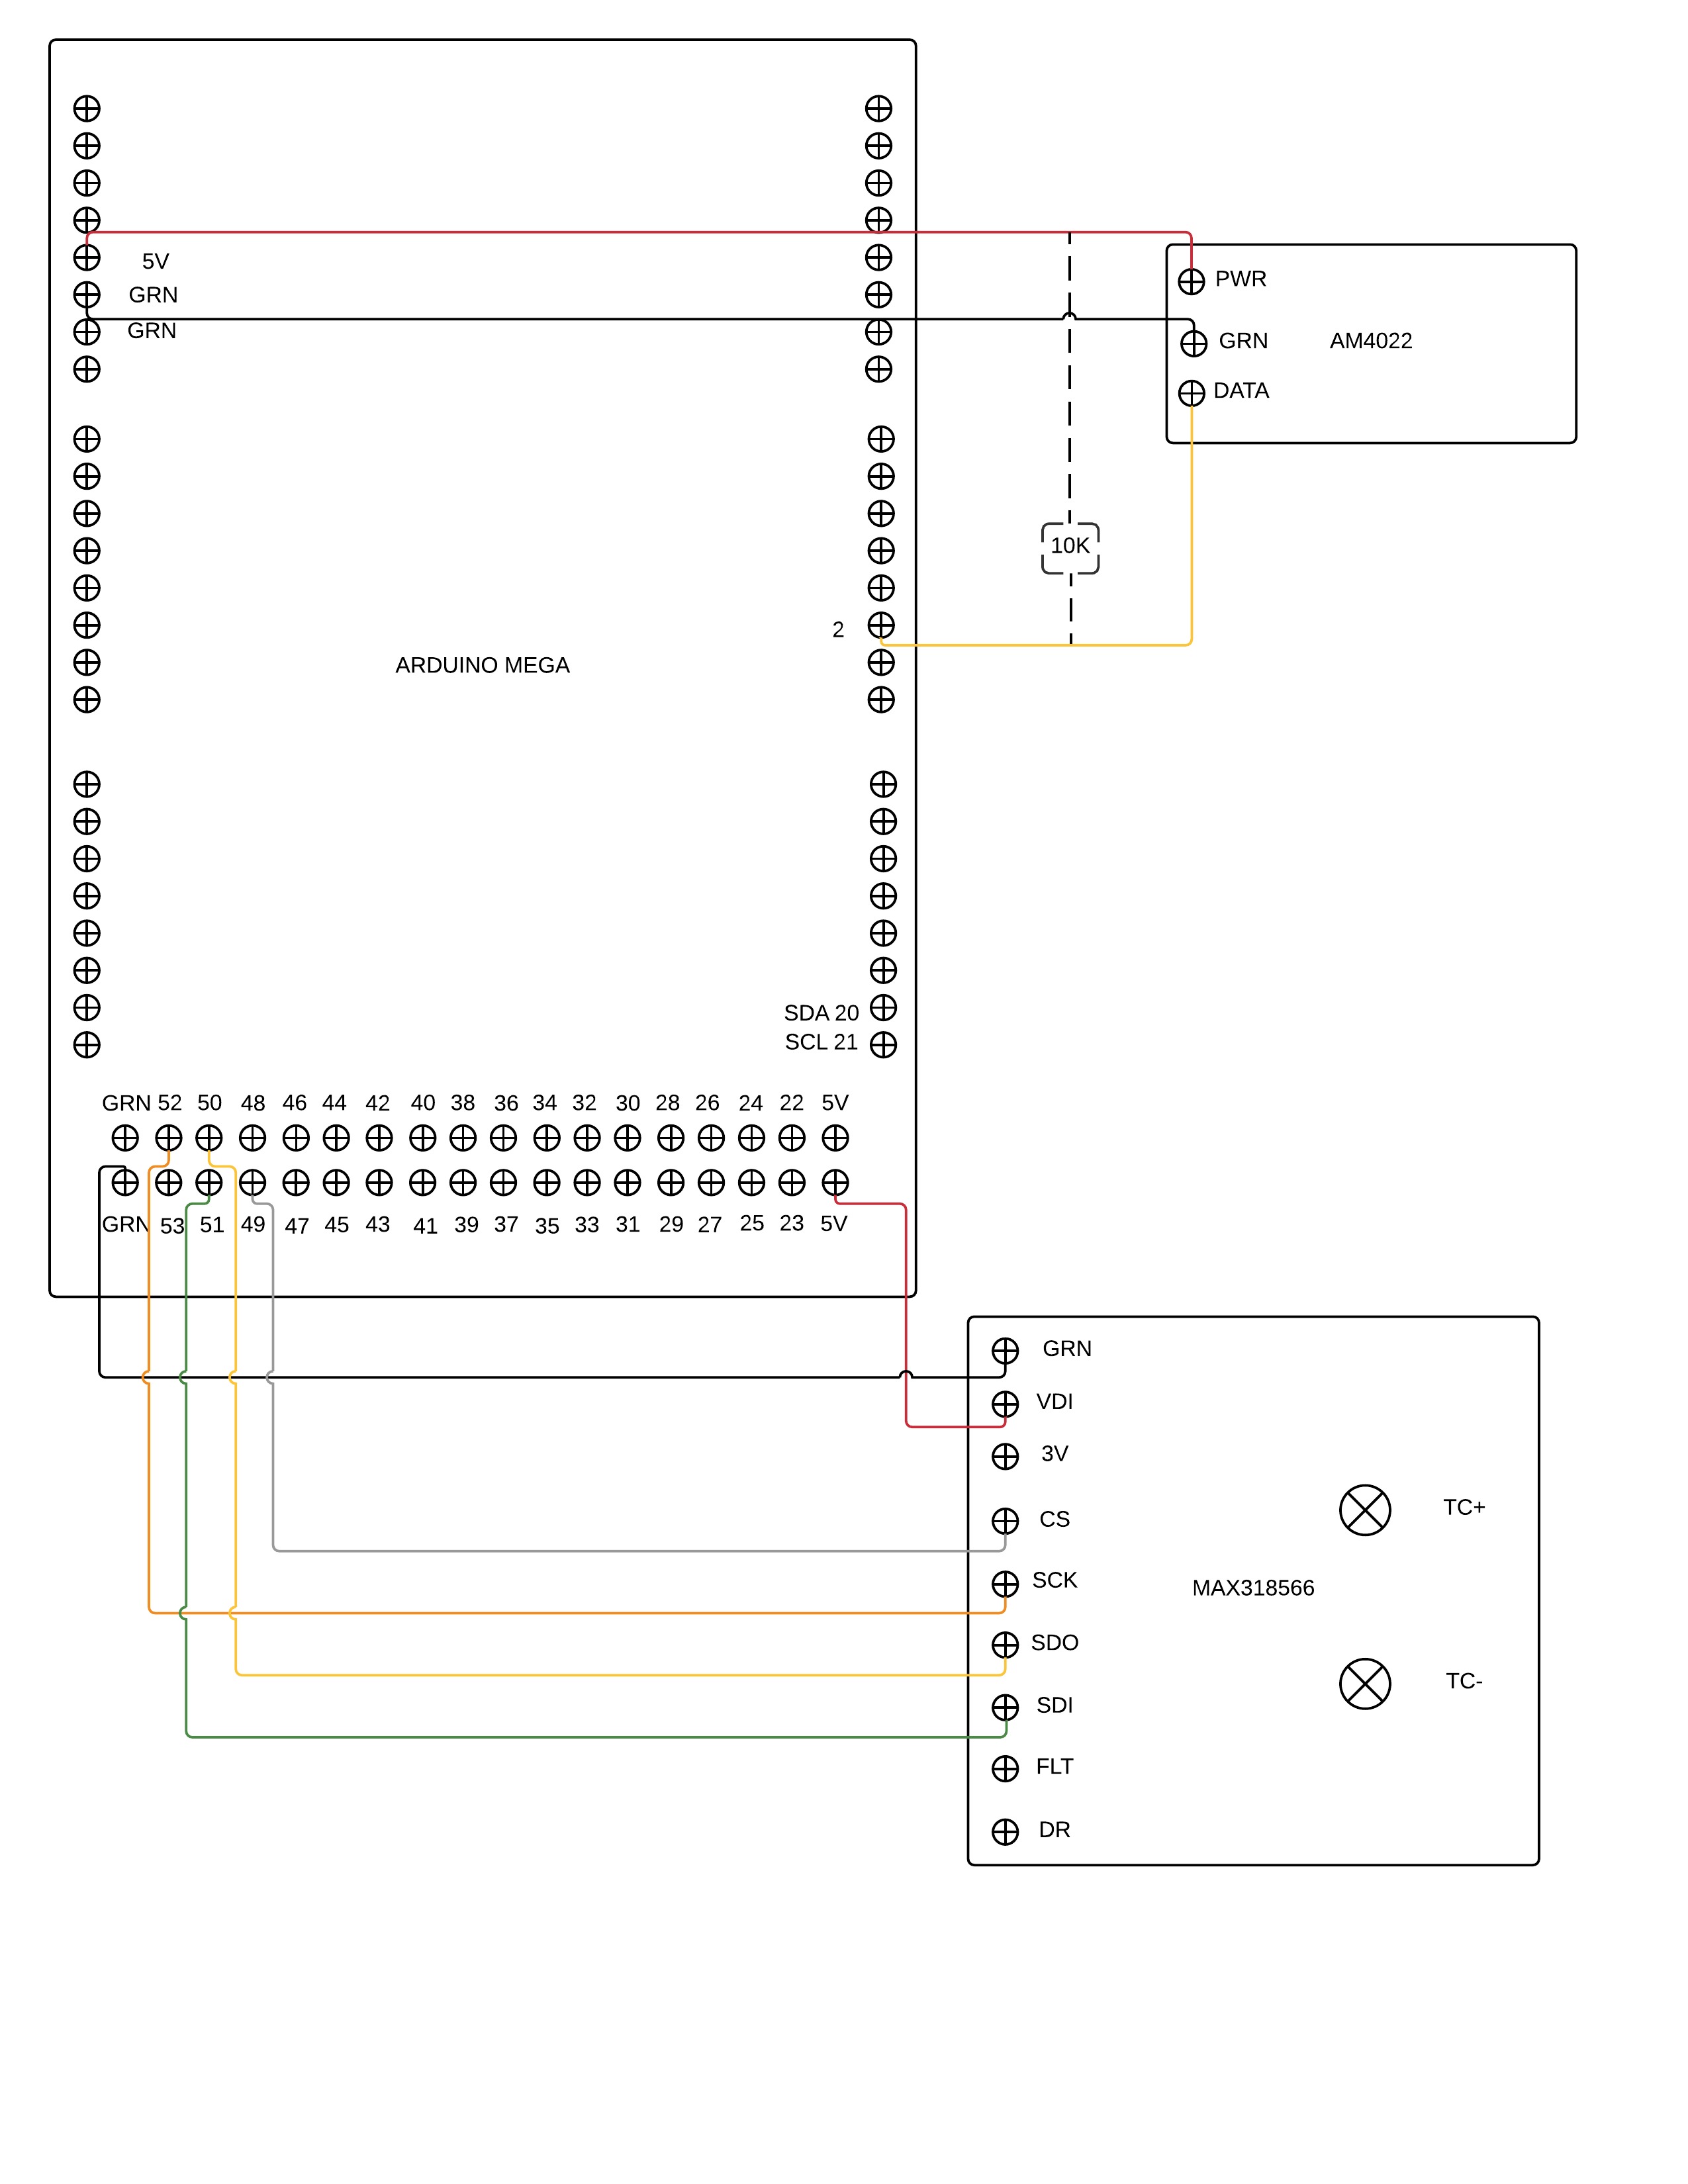 5V
GRN
GRN
PWR
GRN
AM4022
DATA
10K
2
ARDUINO MEGA
SDA 20
SCL 21
GRN 52 50 48 46 44 42 40 38 36 34 32 30 28 26 24 22 5V
GRN 53 51 49 47 45 43 41 39 37 35 33 31 29 27 25 23 5V
GRN
VDI
3V
CS
SCK
SDO
SDI
FLT
DR
TC+
MAX318566
TC-